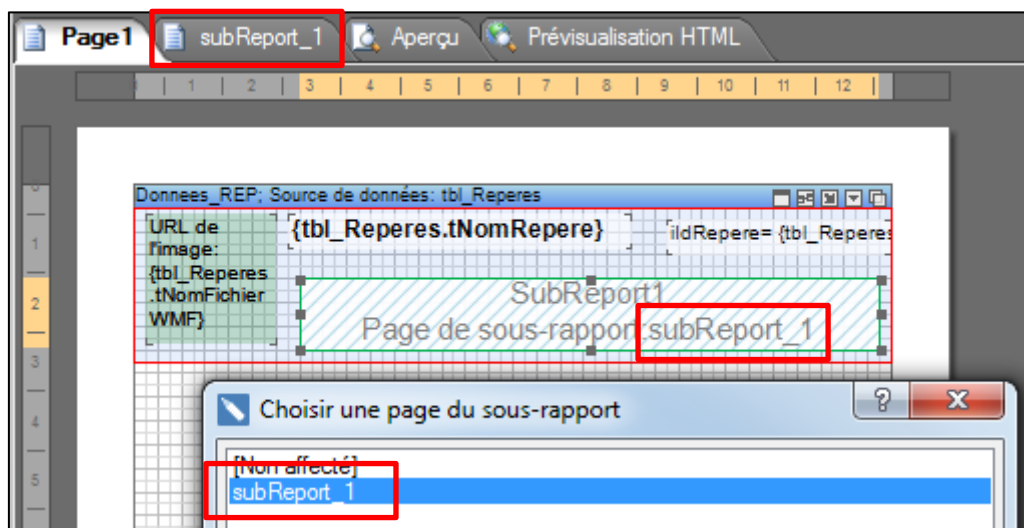 Page1 subReport_1 Aperçu Prévisualisation HTML
1 2 3 4 5 6 7 8 9 10 11 12
Donnees_REP; Source de données: tbl_Reperes
URL de
l'image:
{tbl_Reperes
.tNomFichier
WMF}
{tbl_Reperes.tNomRepere}
ildRepere= {tbl_Reperes
SubReport1
Page de sous-rapport:subReport_1
1
2
3
4
5
Choisir une page du sous-rapport
[Non affecté]
subReport_1